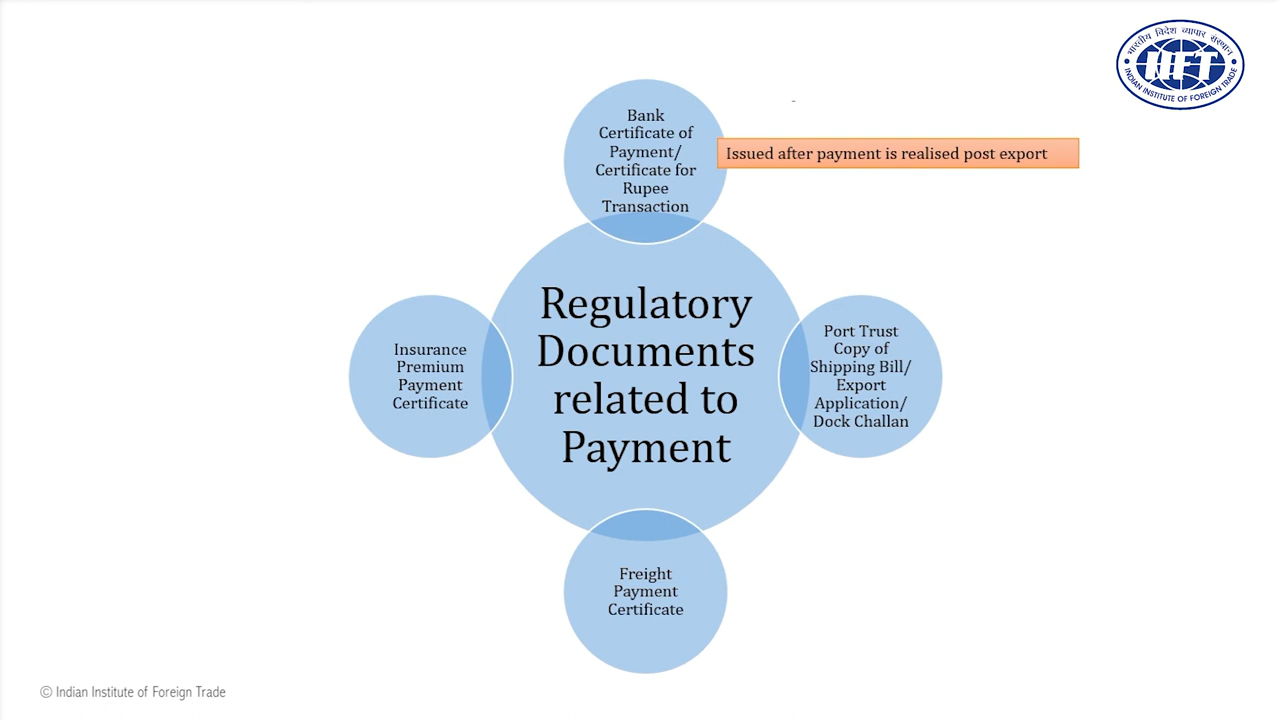 भारतीय विदेश व्यापार संस्थान
IIFT
INDIAN INSTITUTE OF FOREIGN TRADE
Bank
Certificate of
Payment/
Certificate for
Rupee
Transaction
Issued after payment is realised post export
Regulatory
Documents
related to
Payment
Insurance
Premium
Payment
Certificate
Port Trust
Copy of
Shipping Bill/
Export
Application/
Dock Challan
Freight
Payment
Certificate
© Indian Institute of Foreign Trade